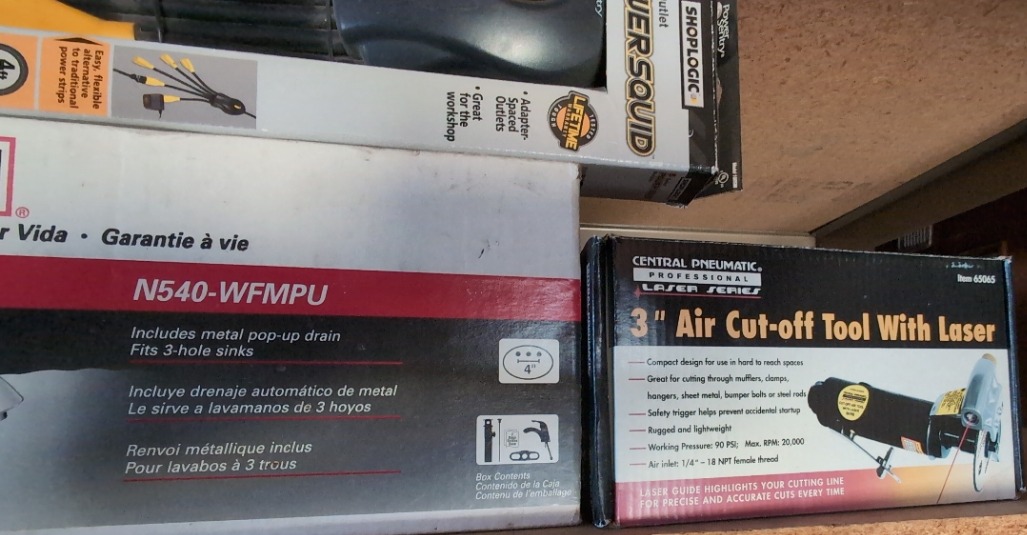 4ft
Easy, flexible
alternative
to traditional
power strips
• Adapter-
Spaced
Outlets
• Great
for the
workshop
LIFETIME
utlet
WERSQUID
SHOPLOGIC
Power
Sentry
®
r Vida • Garantie à vie
N540-WFMPU
Includes metal pop-up drain
Fits 3-hole sinks
4"
Incluye drenaje automático de metal
Le sirve a lavamanos de 3 hoyos
Renvoi métallique inclus
Pour lavabos à 3 trous
Box Contents
Contenido de la Caja
Contenu de l'emballage
CENTRAL PNEUMATIC®
PROFESSIONAL
LASER SERIES
Item 65065
3" Air Cut-off Tool With Laser
— Compact design for use in hard to reach spaces
— Great for cutting through mufflers, clamps,
hangers, sheet metal, bumper bolts or steel rods
— Safety trigger helps prevent accidental startup
— Rugged and lightweight
— Working Pressure: 90 PSI; Max. RPM: 20,000
— Air inlet: 1/4" – 18 NPT female thread
LASER GUIDE HIGHLIGHTS YOUR CUTTING LINE
FOR PRECISE AND ACCURATE CUTS EVERY TIME